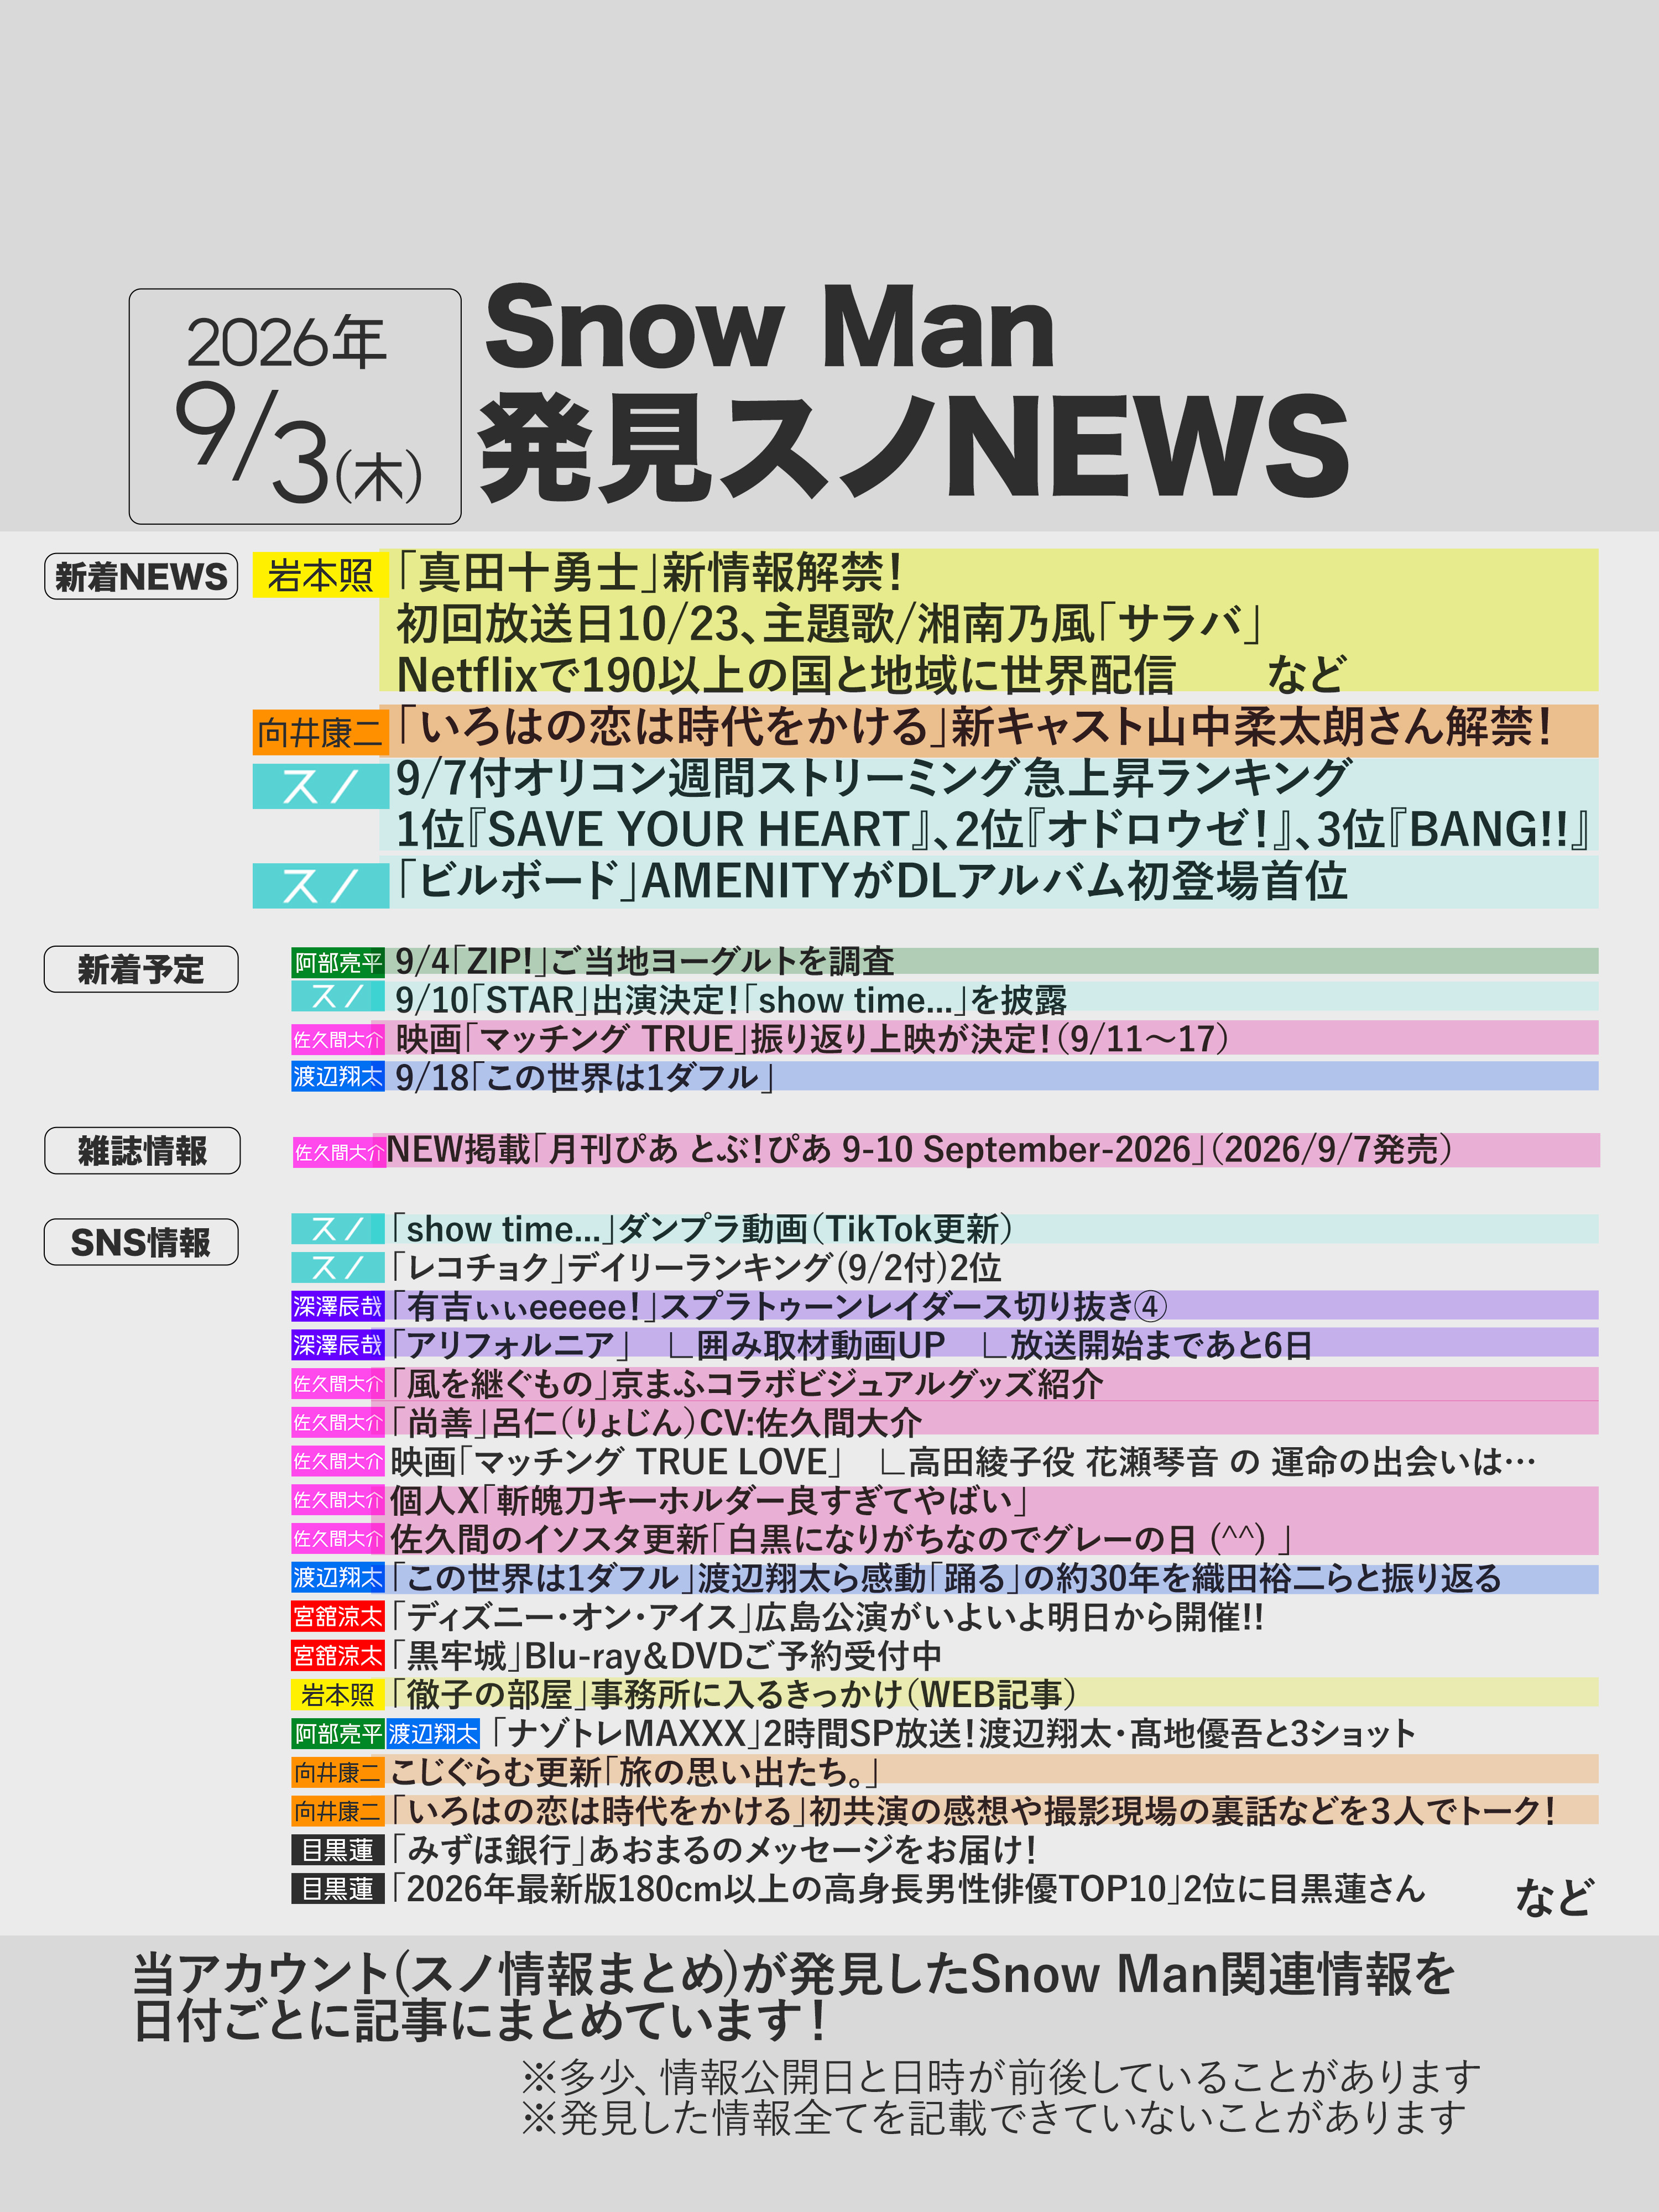 2026年
9/3(木)
Snow Man
発見スノNEWS
新着NEWS
岩本照 「真田十勇士」新情報解禁！
初回放送日10/23、主題歌/湘南乃風「サラバ」
Netflixで190以上の国と地域に世界配信　　など
向井康二 「いろはの恋は時代をかける」新キャスト山中柔太朗さん解禁！
スノ 9/7付オリコン週間ストリーミング急上昇ランキング
1位『SAVE YOUR HEART』、2位『オドロウゼ！』、3位『BANG!!』
スノ 「ビルボード」AMENITYがDLアルバム初登場首位
新着予定
阿部亮平 9/4「ZIP!」ご当地ヨーグルトを調査
スノ 9/10「STAR」出演決定！「show time...」を披露
佐久間大介 映画「マッチング TRUE」振り返り上映が決定！（9/11〜17）
渡辺翔太 9/18「この世界は1ダフル」
雑誌情報
佐久間大介 NEW掲載「月刊ぴあ とぶ！ぴあ 9-10 September-2026」（2026/9/7発売）
SNS情報
スノ 「show time...」ダンプラ動画（TikTok更新）
スノ 「レコチョク」デイリーランキング(9/2付)2位
深澤辰哉 「有吉ぃぃeeeee！」スプラトゥーンレイダース切り抜き④
深澤辰哉 「アリフォルニア」　∟囲み取材動画UP　∟放送開始まであと6日
佐久間大介 「風を継ぐもの」京まふコラボビジュアルグッズ紹介
佐久間大介 「尚善」呂仁（りょじん）CV:佐久間大介
佐久間大介 映画「マッチング TRUE LOVE」　∟高田綾子役 花瀬琴音 の 運命の出会いは…
佐久間大介 個人X「斬魄刀キーホルダー良すぎてやばい」
佐久間大介 佐久間のイソスタ更新「白黒になりがちなのでグレーの日 (^^) 」
渡辺翔太 「この世界は1ダフル」渡辺翔太ら感動「踊る」の約30年を織田裕二らと振り返る
宮舘涼太 「ディズニー・オン・アイス」広島公演がいよいよ明日から開催!!
宮舘涼太 「黒牢城」Blu-ray&DVDご予約受付中
岩本照 「徹子の部屋」事務所に入るきっかけ（WEB記事）
阿部亮平 渡辺翔太 「ナゾトレMAXXX」2時間SP放送！渡辺翔太・髙地優吾と3ショット
向井康二 こじぐらむ更新「旅の思い出たち。」
向井康二 「いろはの恋は時代をかける」初共演の感想や撮影現場の裏話などを3人でトーク！
目黒蓮 「みずほ銀行」あおまるのメッセージをお届け！
目黒蓮 「2026年最新版180cm以上の高身長男性俳優TOP10」2位に目黒蓮さん
など
当アカウント(スノ情報まとめ)が発見したSnow Man関連情報を
日付ごとに記事にまとめています！
※多少、情報公開日と日時が前後していることがあります
※発見した情報全てを記載できていないことがあります